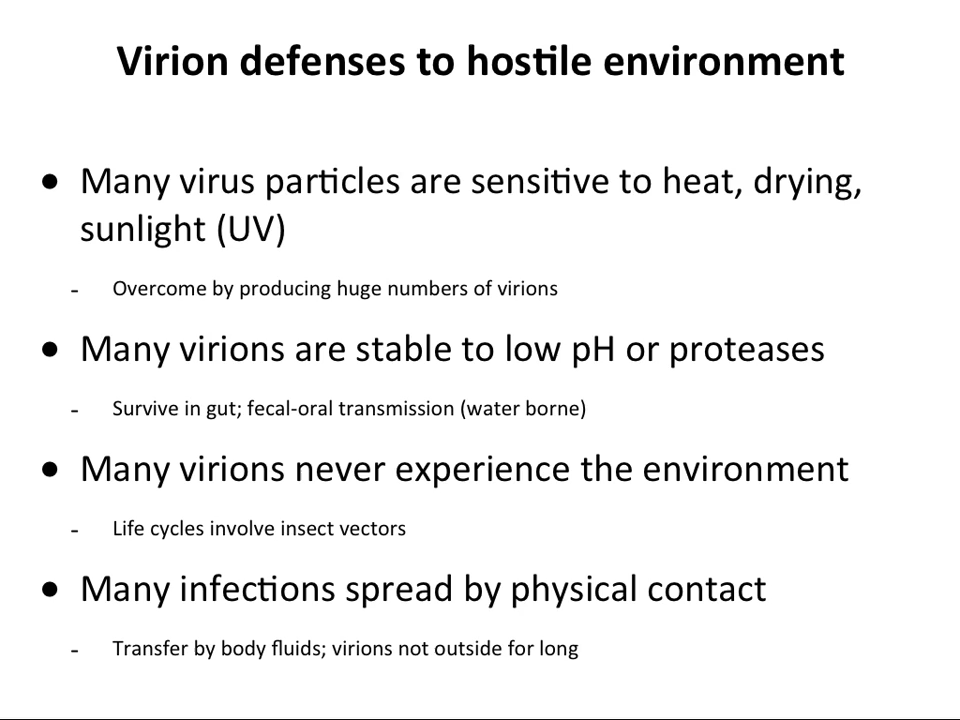 Virion defenses to hostile environment
• Many virus particles are sensitive to heat, drying,
sunlight (UV)
- Overcome by producing huge numbers of virions
• Many virions are stable to low pH or proteases
- Survive in gut; fecal-oral transmission (water borne)
• Many virions never experience the environment
- Life cycles involve insect vectors
• Many infections spread by physical contact
- Transfer by body fluids; virions not outside for long